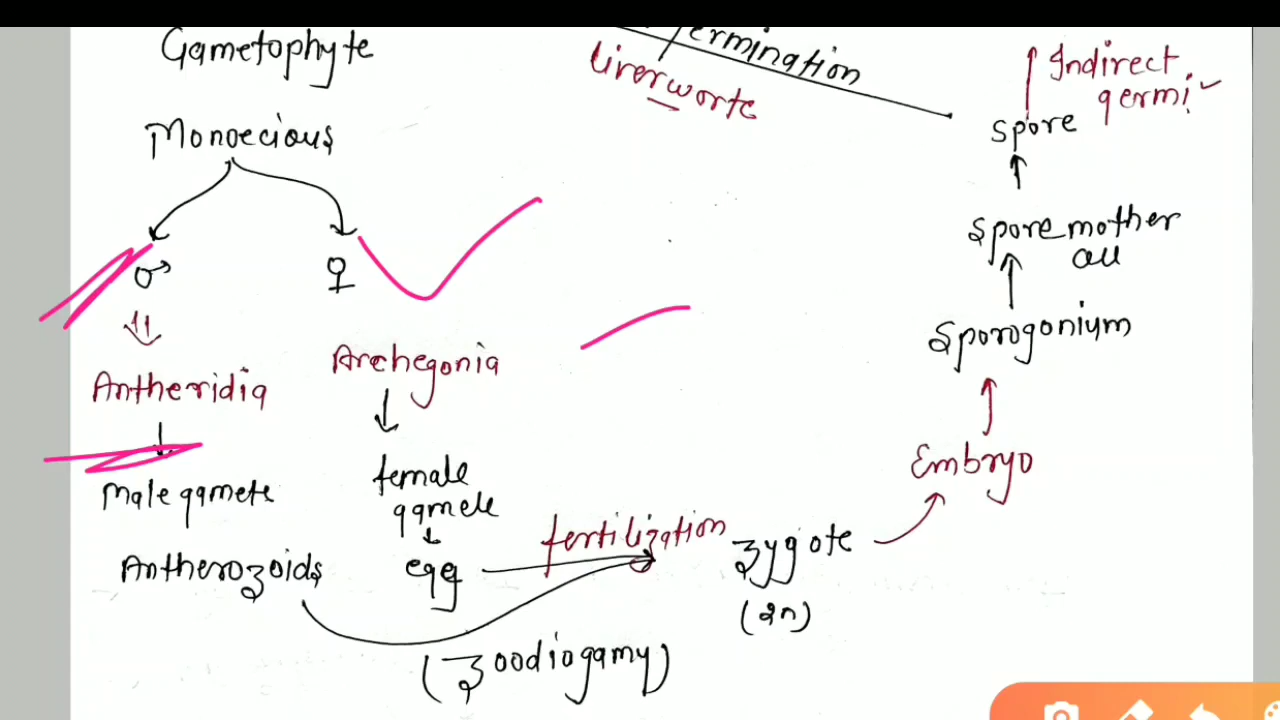 Gametophyte
ermination
liverworts
Indirect
germi
spore
Monoecious
spore mother
cell
♂
♀
Sporogonium
Archegonia
Antheridia
Embryo
female
gamete
Male gamete
fertilization
zygote
Antherozoids
egg
(2n)
(Zoodiogamy)